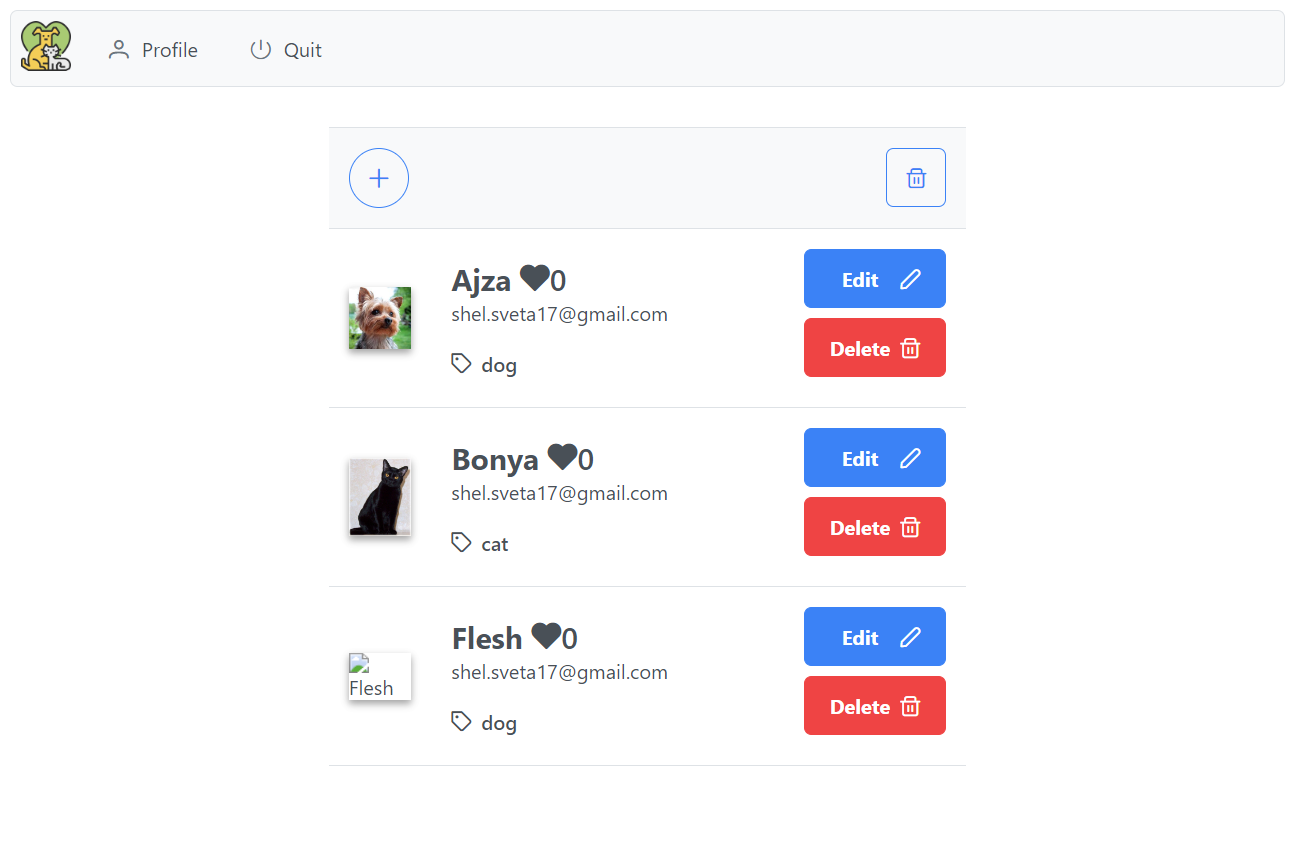 Profile
Quit
Ajza 0
shel.sveta17@gmail.com
dog
Edit
Delete
Bonya 0
shel.sveta17@gmail.com
cat
Edit
Delete
Flesh 0
shel.sveta17@gmail.com
Flesh
dog
Edit
Delete